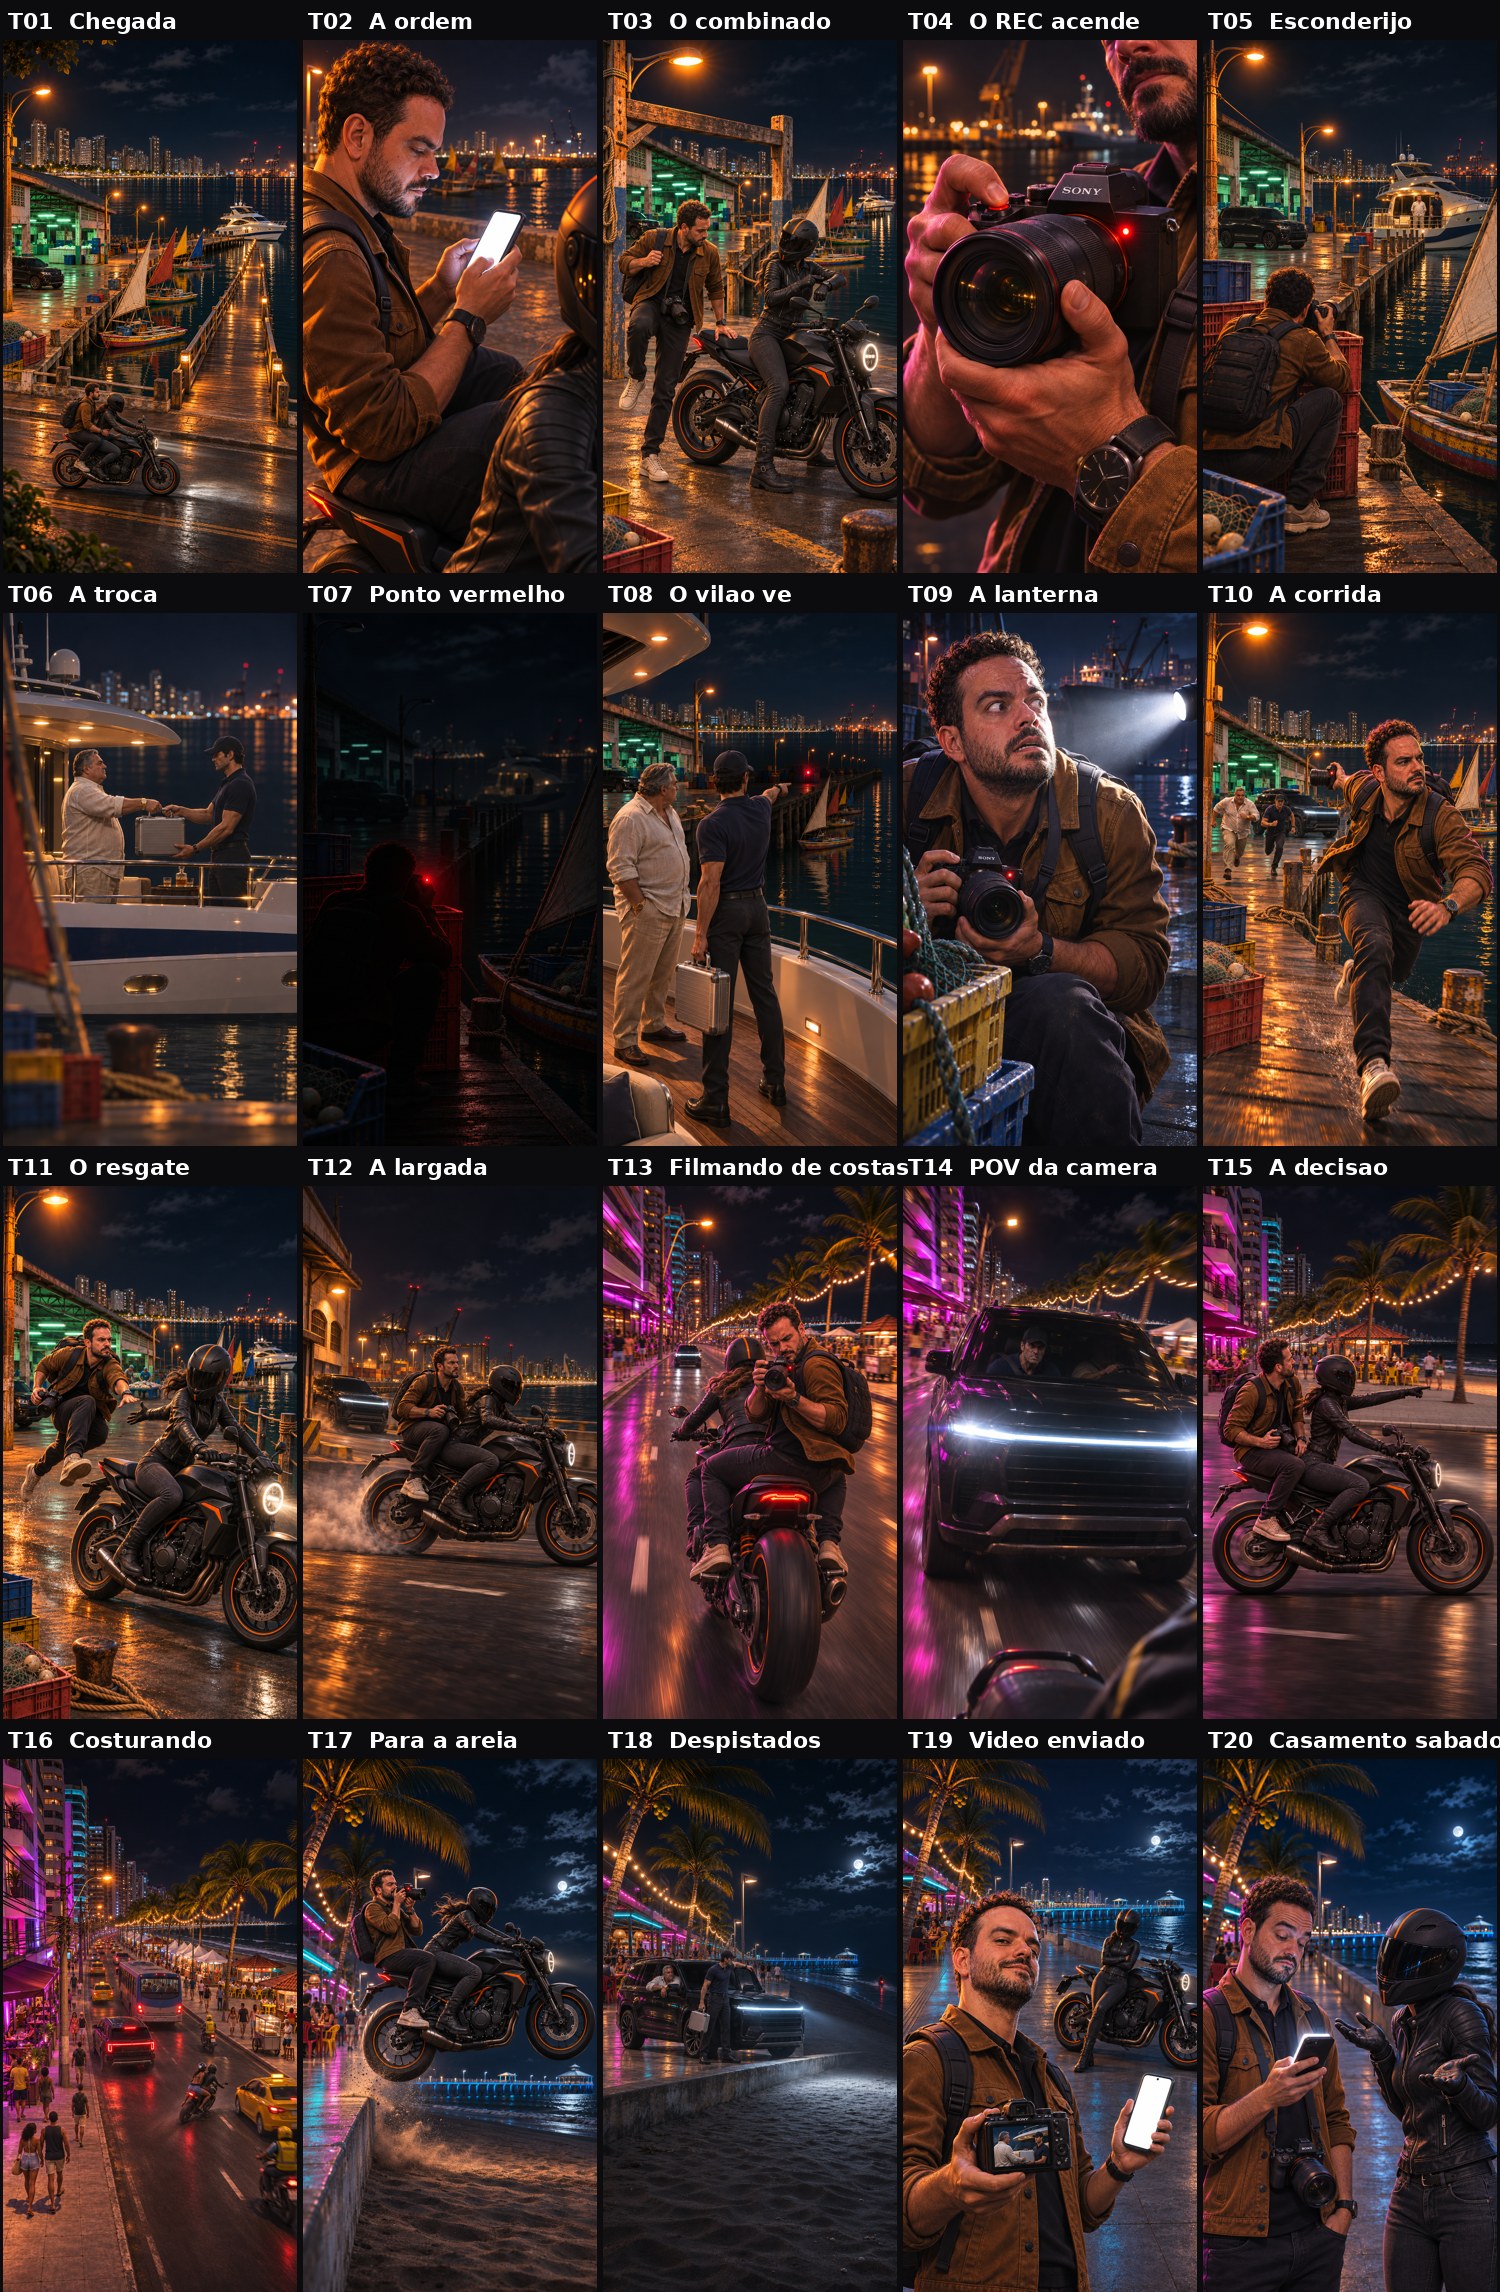 T01 Chegada
T02 A ordem
T03 O combinado
T04 O REC acende
T05 Esconderijo
SONY
T06 A troca
T07 Ponto vermelho
T08 O vilao ve
T09 A lanterna
T10 A corrida
SONY
T11 O resgate
T12 A largada
T13 Filmando de costas
T14 POV da camera
T15 A decisao
T16 Costurando
T17 Para a areia
T18 Despistados
T19 Video enviado
T20 Casamento sabado